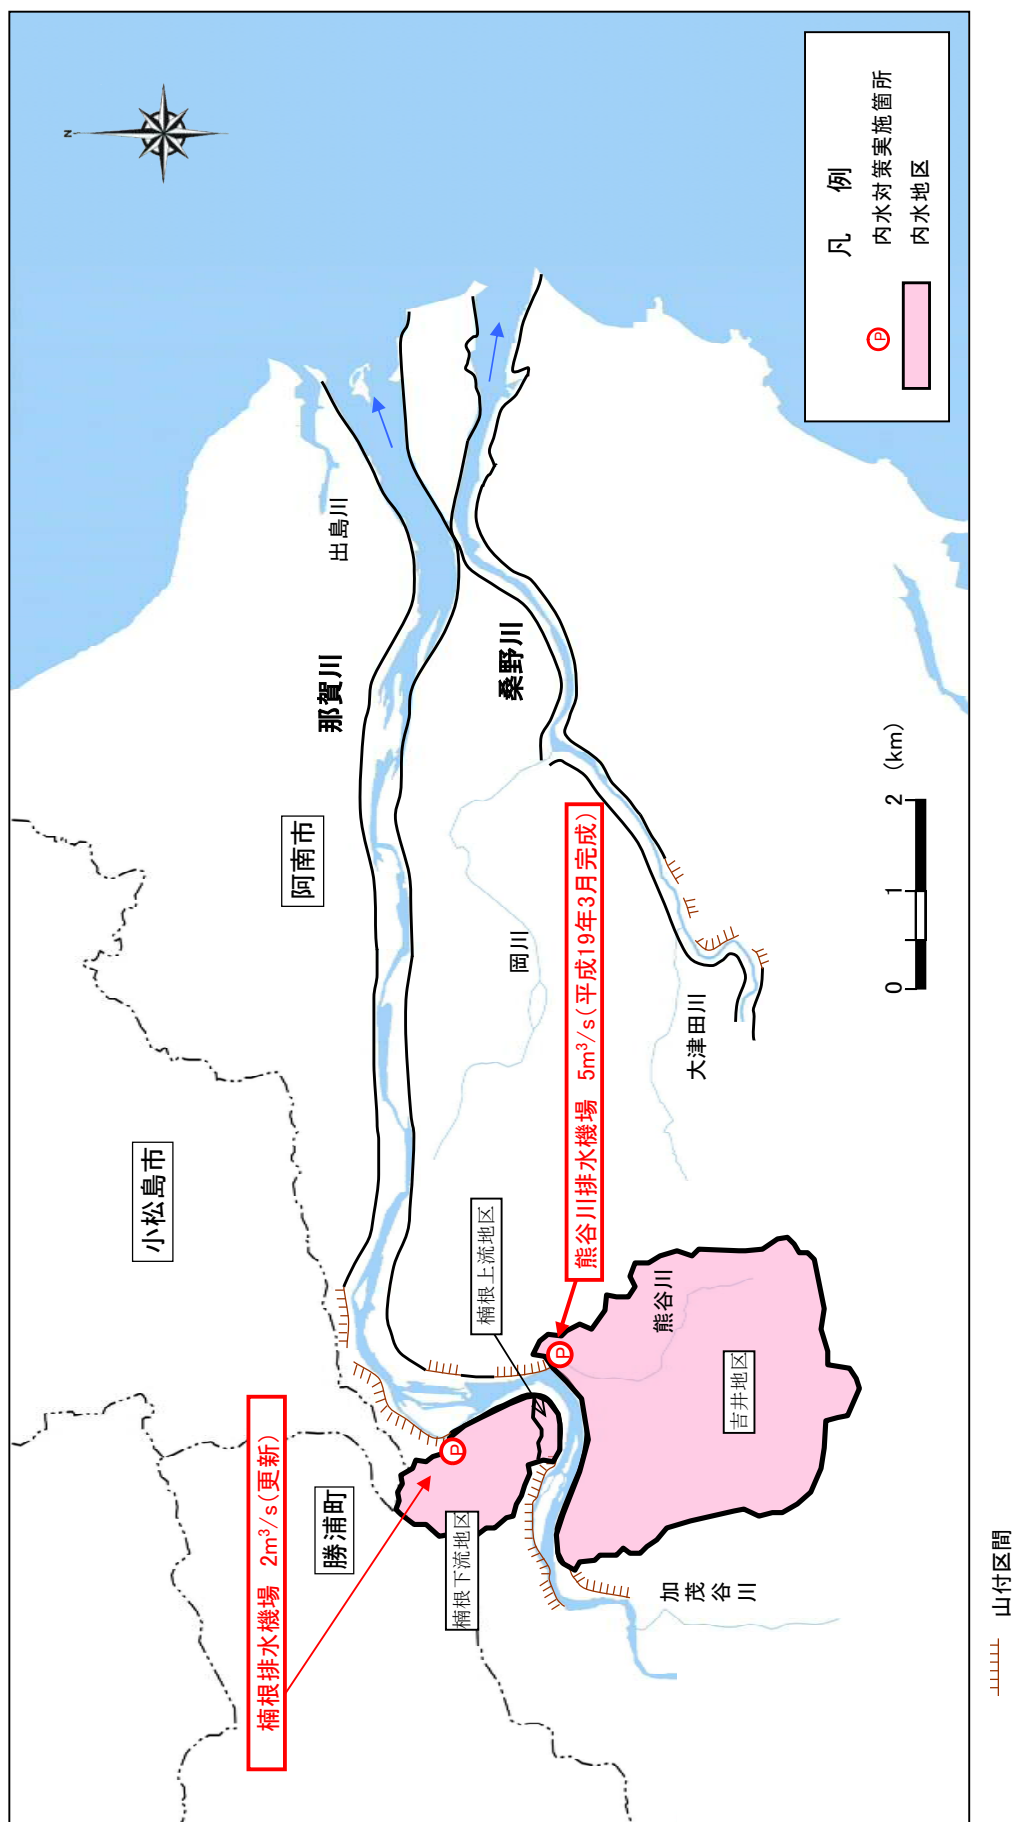 N
凡例
内水対策実施箇所
P
内水地区
出島川
那賀川
桑野川
阿南市
小松島市
勝浦町
岡川
大津田川
熊谷川排水機場 5m³/s(平成19年3月完成)
楠根排水機場 2m³/s(更新)
楠根上流地区
楠根下流地区
P
P
熊谷川
吉井地区
加茂谷川
0 1 2 (km)
山付区間